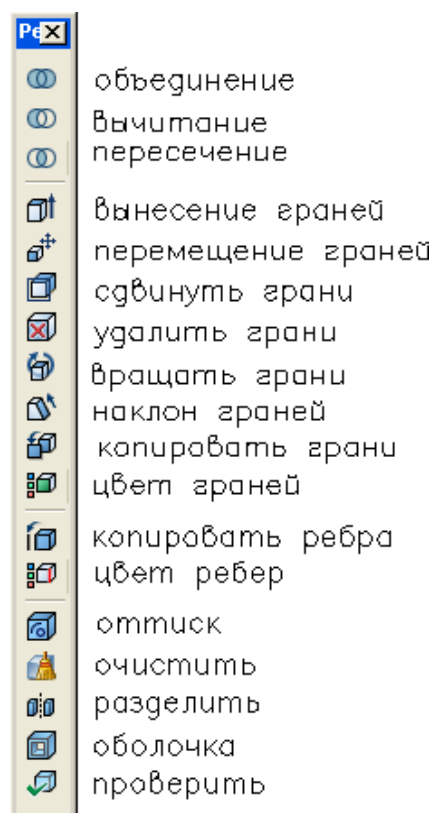 Ре
объединение
вычитание
пересечение
вынесение граней
перемещение граней
сдвинуть грани
удалить грани
вращать грани
наклон граней
копировать грани
цвет граней
копировать ребра
цвет ребер
оттиск
очистить
разделить
оболочка
проверить